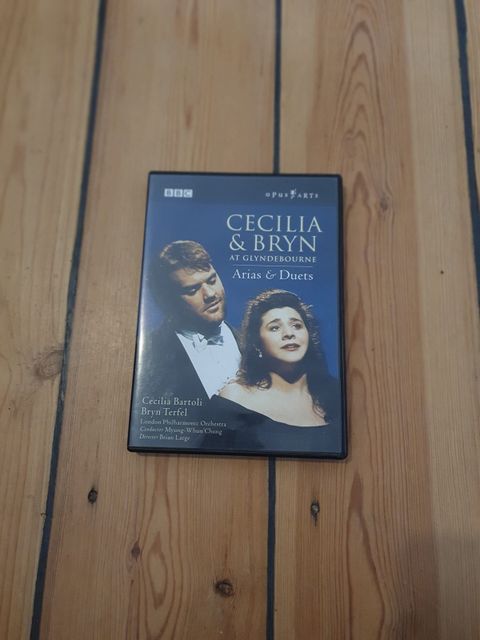 BBC
OPUS ARTE
CECILIA
& BRYN
AT GLYNDEBOURNE
Arias & Duets
Cecilia Bartoli
Bryn Terfel
London Philharmonic Orchestra
Conductor Myung-Whun Chung
Director Brian Large